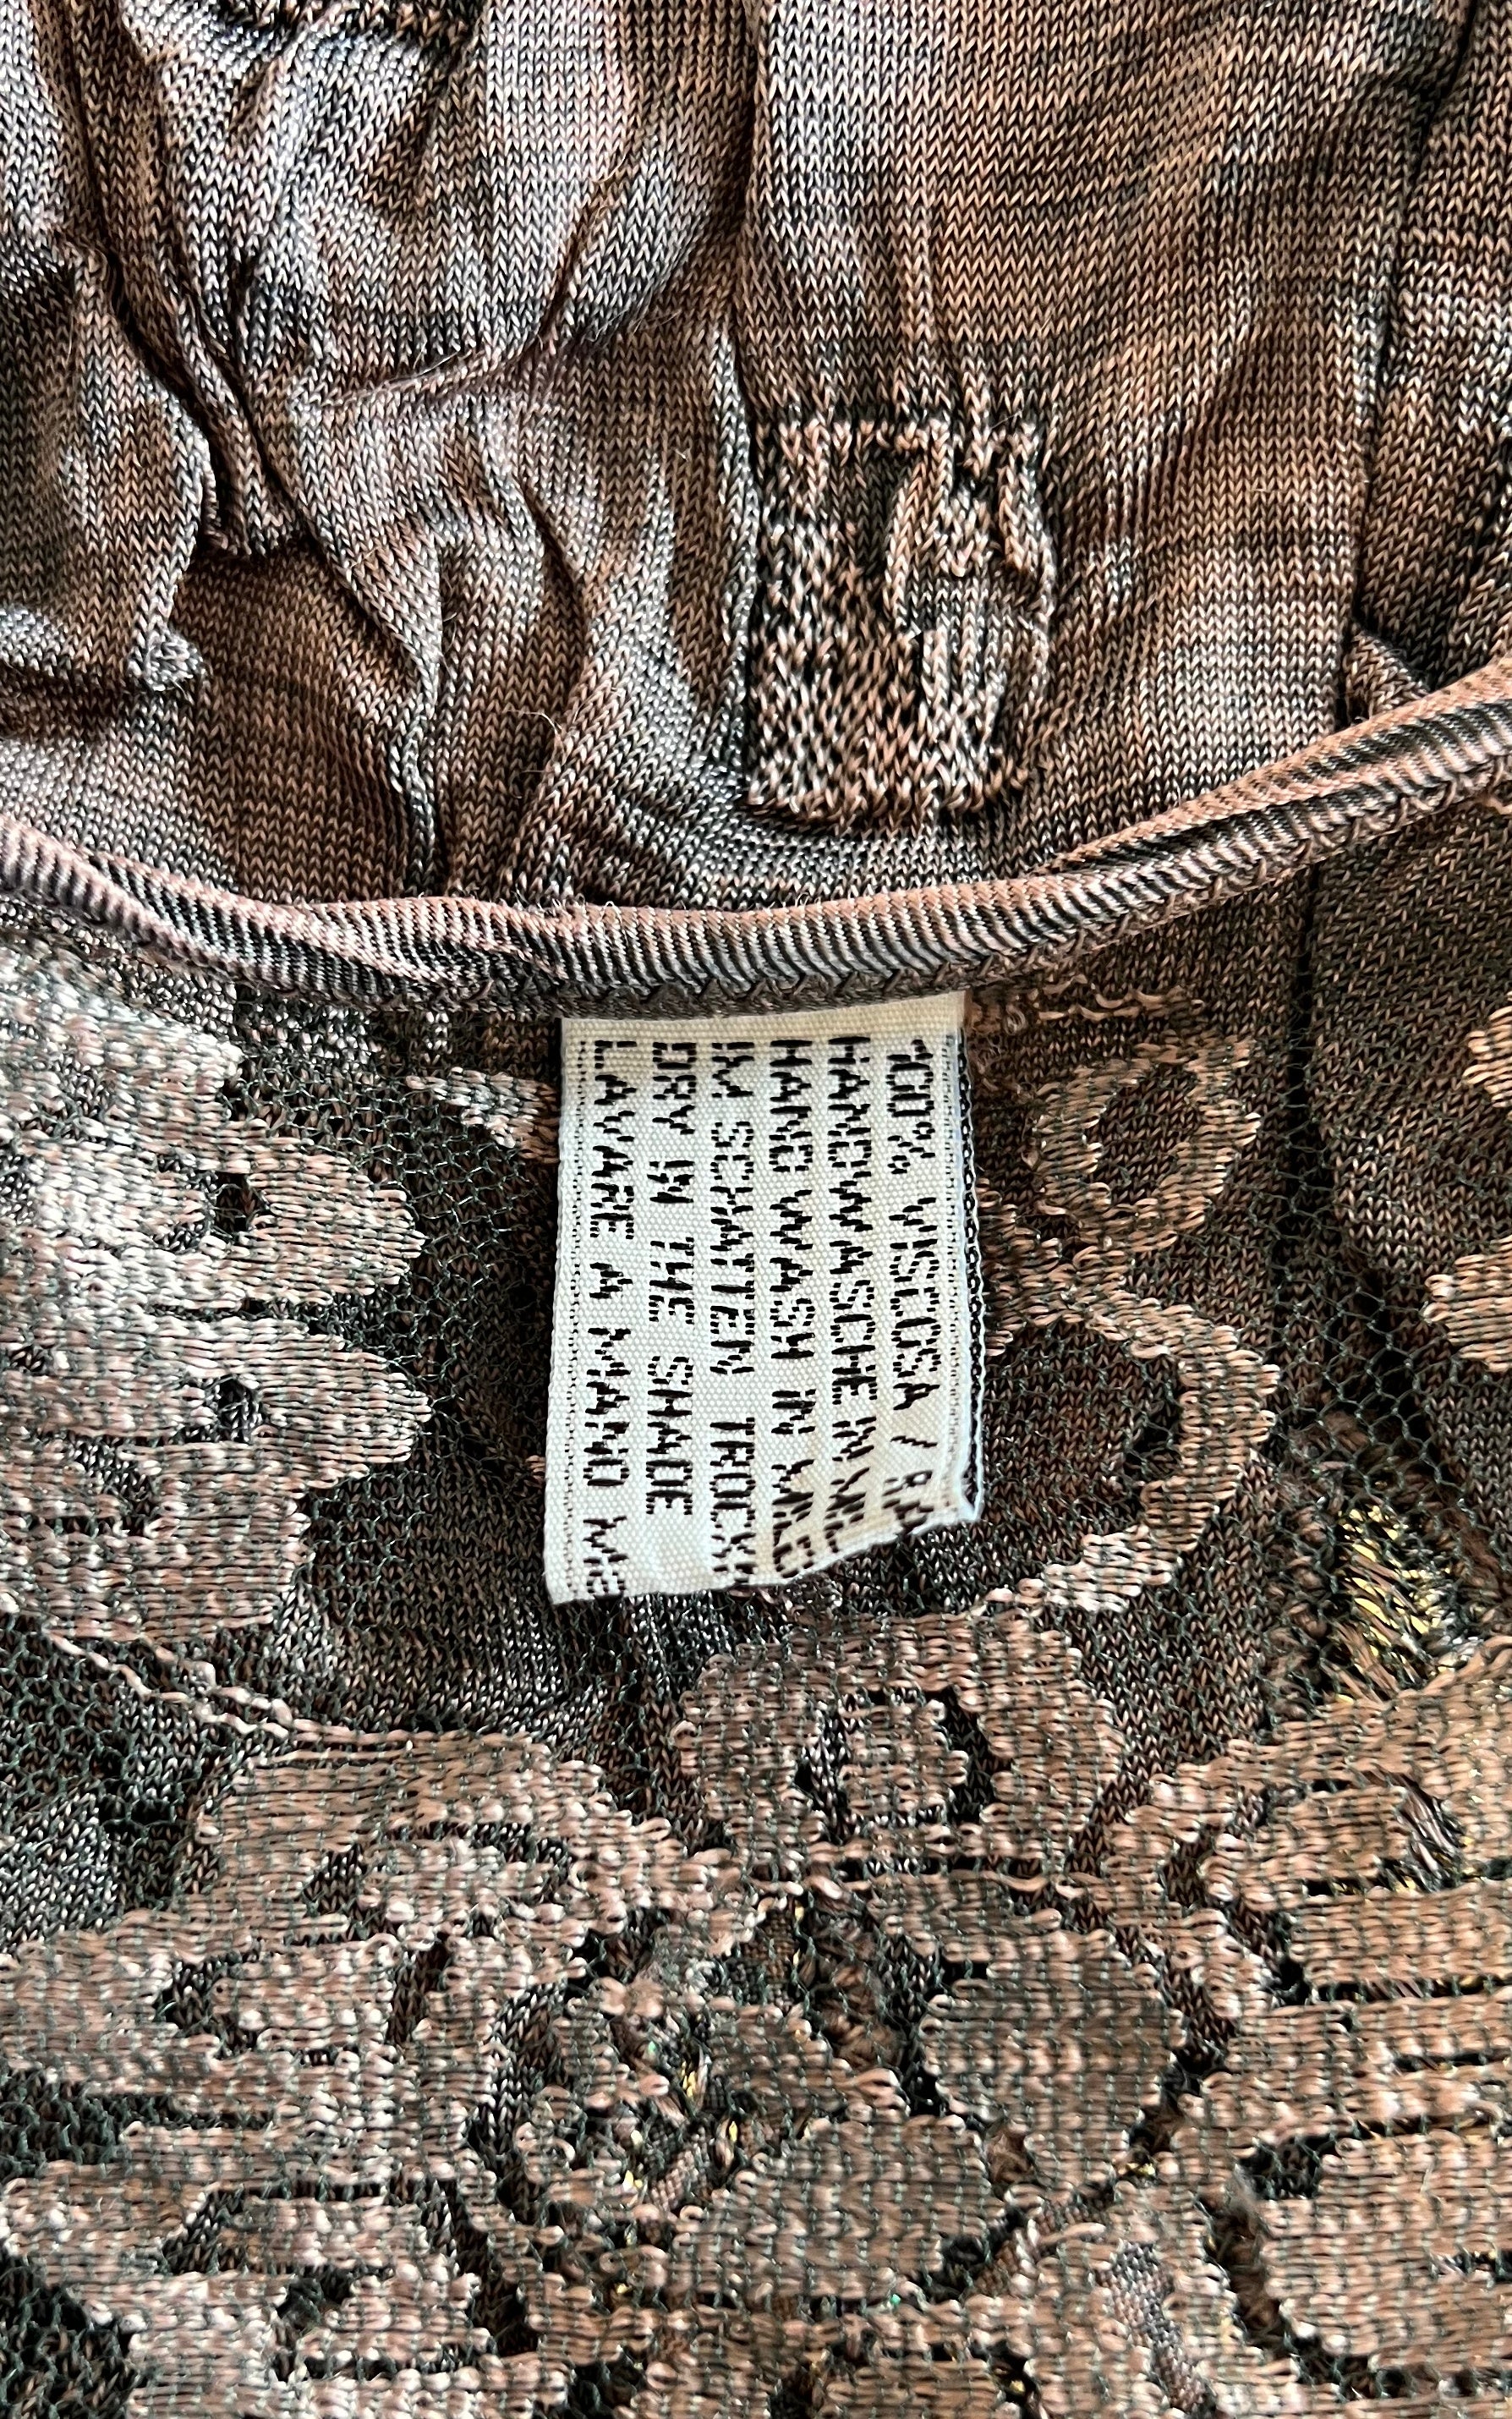 100% VISCOSA /
HANDWASCHE IN
HAND WASH IN
IM SCHATTEN TROCK
DRY IN THE SHADE
LAVARE A MANO